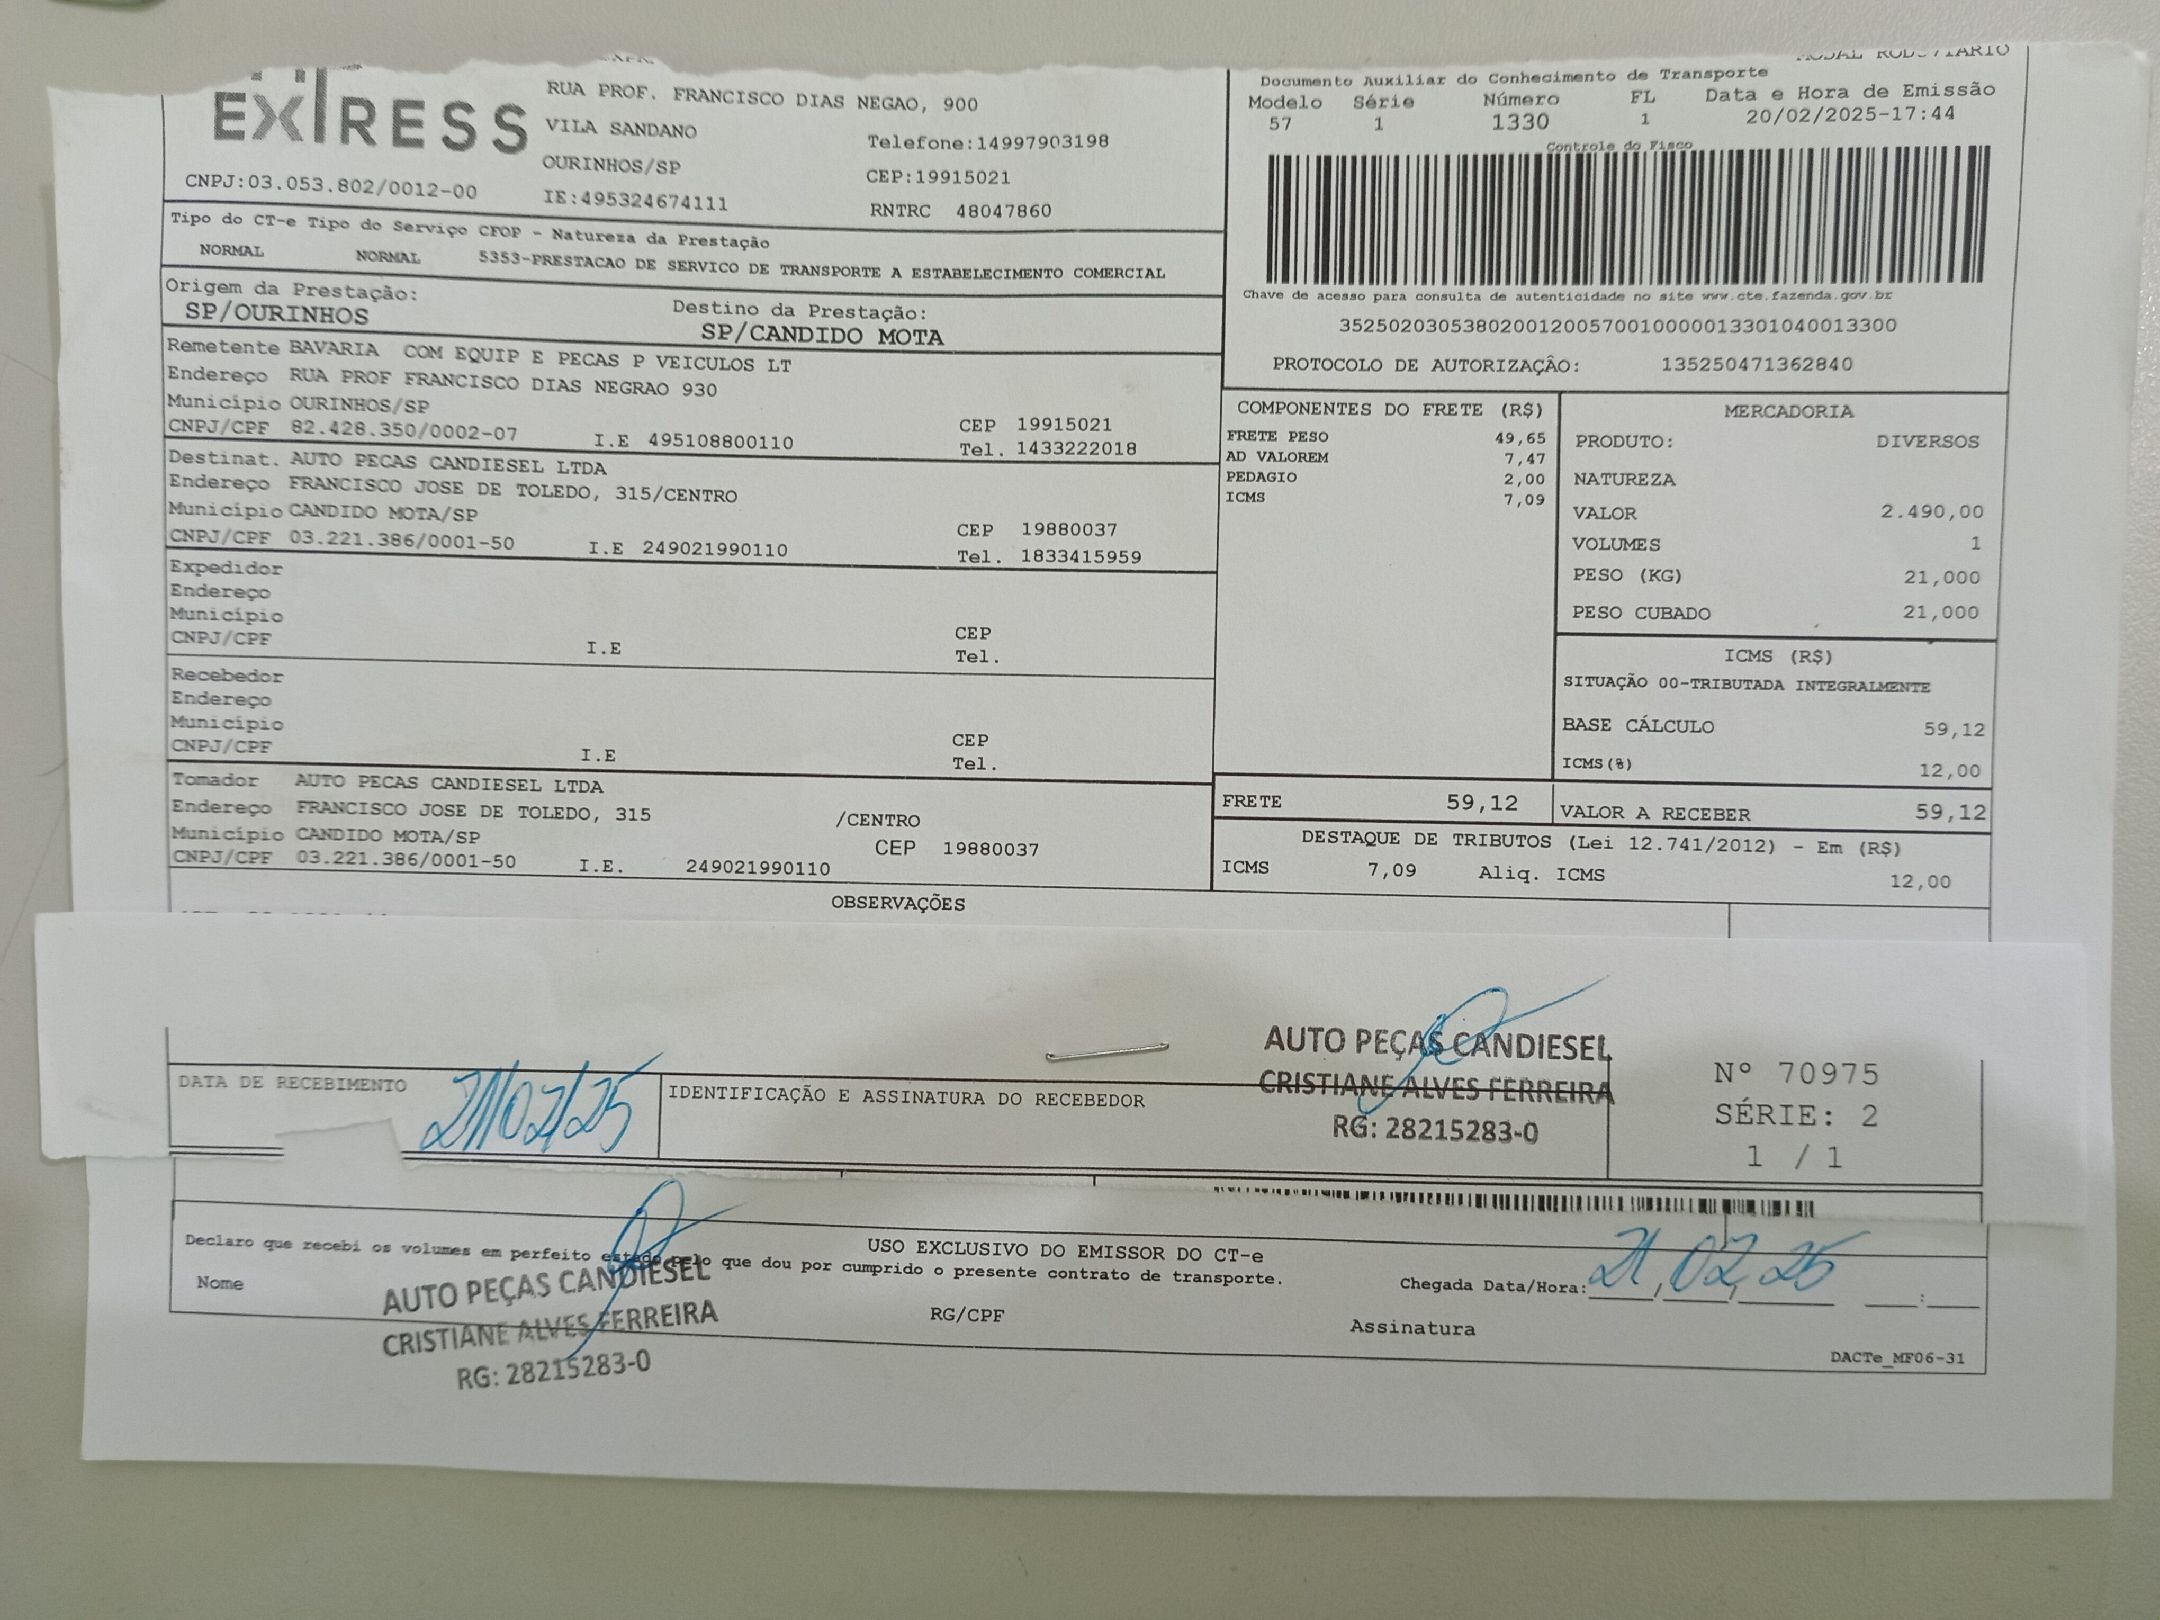 EXPRESS
RUA PROF. FRANCISCO DIAS NEGAO, 900
VILA SANDANO
Telefone:14997903198
OURINHOS/SP
CEP:19915021
CNPJ:03.053.802/0012-00
IE:495324674111
RNTRC 48047860
MODAL RODOVIARIO
Documento Auxiliar do Conhecimento de Transporte
Modelo Série Número FL Data e Hora de Emissão
57 1 1330 1 20/02/2025-17:44
Controle do Fisco
Chave de acesso para consulta de autenticidade no site www.cte.fazenda.gov.br
35250203053802001200570010000013301040013300
PROTOCOLO DE AUTORIZAÇÃO: 135250471362840
Tipo do CT-e Tipo do Serviço CFOP - Natureza da Prestação
NORMAL NORMAL 5353-PRESTACAO DE SERVICO DE TRANSPORTE A ESTABELECIMENTO COMERCIAL
Origem da Prestação: Destino da Prestação:
SP/OURINHOS SP/CANDIDO MOTA
Remetente BAVARIA COM EQUIP E PECAS P VEICULOS LT
Endereço RUA PROF FRANCISCO DIAS NEGRAO 930
Município OURINHOS/SP CEP 19915021
CNPJ/CPF 82.428.350/0002-07 I.E 495108800110 Tel. 1433222018
Destinat. AUTO PECAS CANDIESEL LTDA
Endereço FRANCISCO JOSE DE TOLEDO, 315/CENTRO
Município CANDIDO MOTA/SP CEP 19880037
CNPJ/CPF 03.221.386/0001-50 I.E 249021990110 Tel. 1833415959
Expedidor
Endereço
Município CEP
CNPJ/CPF I.E Tel.
Recebedor
Endereço
Município CEP
CNPJ/CPF I.E Tel.
Tomador AUTO PECAS CANDIESEL LTDA
Endereço FRANCISCO JOSE DE TOLEDO, 315 /CENTRO
Município CANDIDO MOTA/SP CEP 19880037
CNPJ/CPF 03.221.386/0001-50 I.E. 249021990110
COMPONENTES DO FRETE (R$)
FRETE PESO 49,65
AD VALOREM 7,47
PEDAGIO 2,00
ICMS 7,09
MERCADORIA
PRODUTO: DIVERSOS
NATUREZA
VALOR 2.490,00
VOLUMES 1
PESO (KG) 21,000
PESO CUBADO 21,000
ICMS (R$)
SITUAÇÃO 00-TRIBUTADA INTEGRALMENTE
BASE CÁLCULO 59,12
ICMS(%) 12,00
FRETE 59,12 VALOR A RECEBER 59,12
DESTAQUE DE TRIBUTOS (Lei 12.741/2012) - Em (R$)
ICMS 7,09 Aliq. ICMS 12,00
OBSERVAÇÕES
DATA DE RECEBIMENTO 21/02/25
IDENTIFICAÇÃO E ASSINATURA DO RECEBEDOR
AUTO PEÇAS CANDIESEL
CRISTIANE ALVES FERREIRA
RG: 28215283-0
Nº 70975
SÉRIE: 2
1 / 1
USO EXCLUSIVO DO EMISSOR DO CT-e
Declaro que recebi os volumes em perfeito estado pelo que dou por cumprido o presente contrato de transporte.
Nome
AUTO PEÇAS CANDIESEL
CRISTIANE ALVES FERREIRA
RG: 28215283-0
RG/CPF
Chegada Data/Hora: 21/02/25 :
Assinatura
DACTe_MF06-31